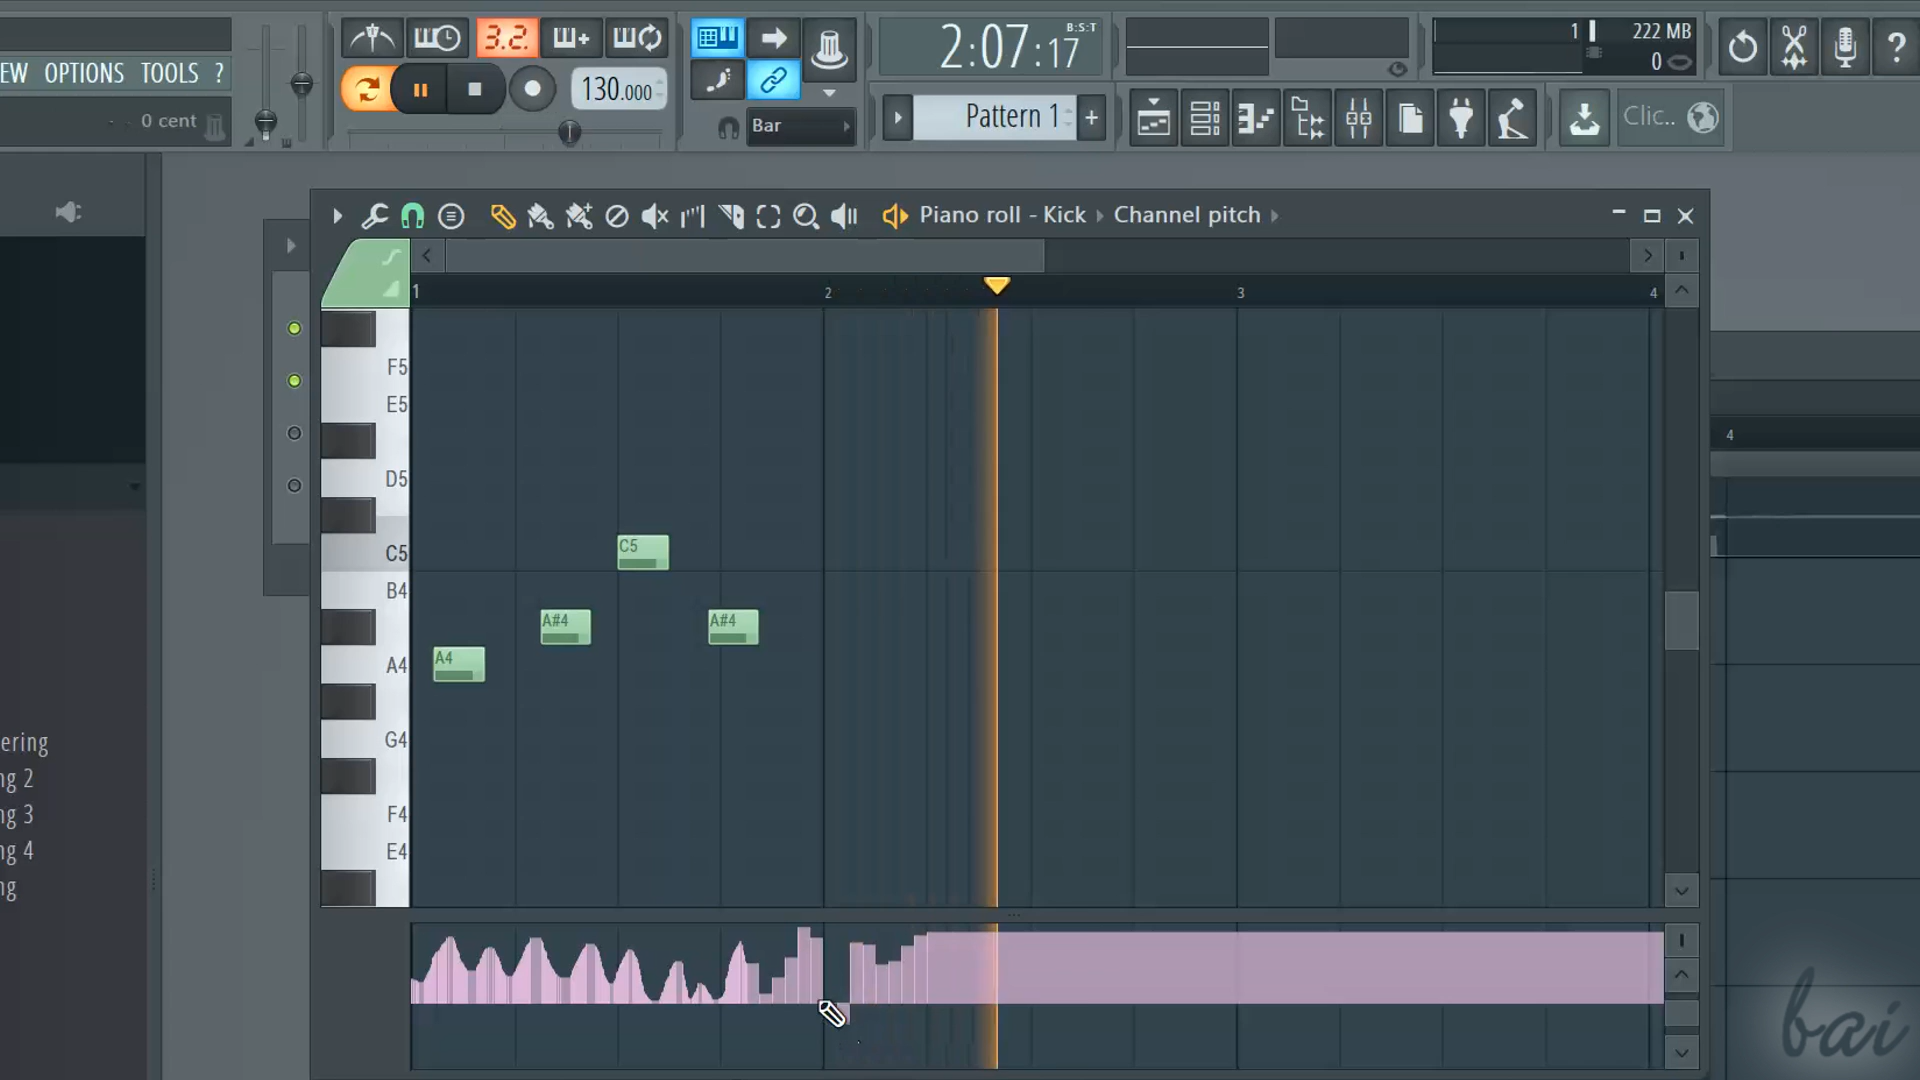 EW OPTIONS TOOLS ?
- - 0 cent
3.2.
130.000
Bar
2:07:17
B:S:T
Pattern 1
+
1
222 MB
0
Clic..
?
Piano roll - Kick
Channel pitch
1
2
3
4
F5
E5
D5
C5
C5
B4
A#4
A#4
A4
A4
G4
F4
E4
4
ering
ng 2
ng 3
ng 4
ng
bai